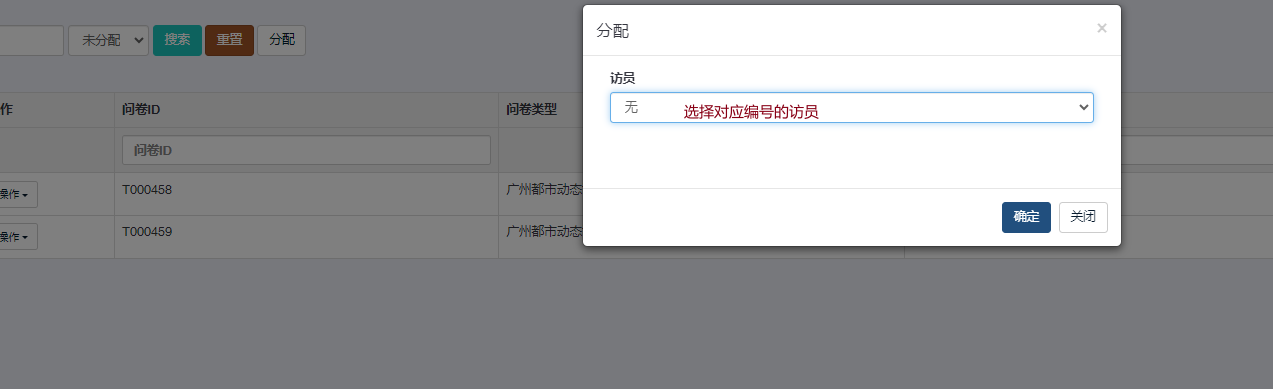 未分配 搜索 重置 分配
分配 ×
访员
无 选择对应编号的访员
确定 关闭
作 问卷ID 问卷类型
问卷ID
操作 T000458 广州都市动态
操作 T000459 广州都市动态